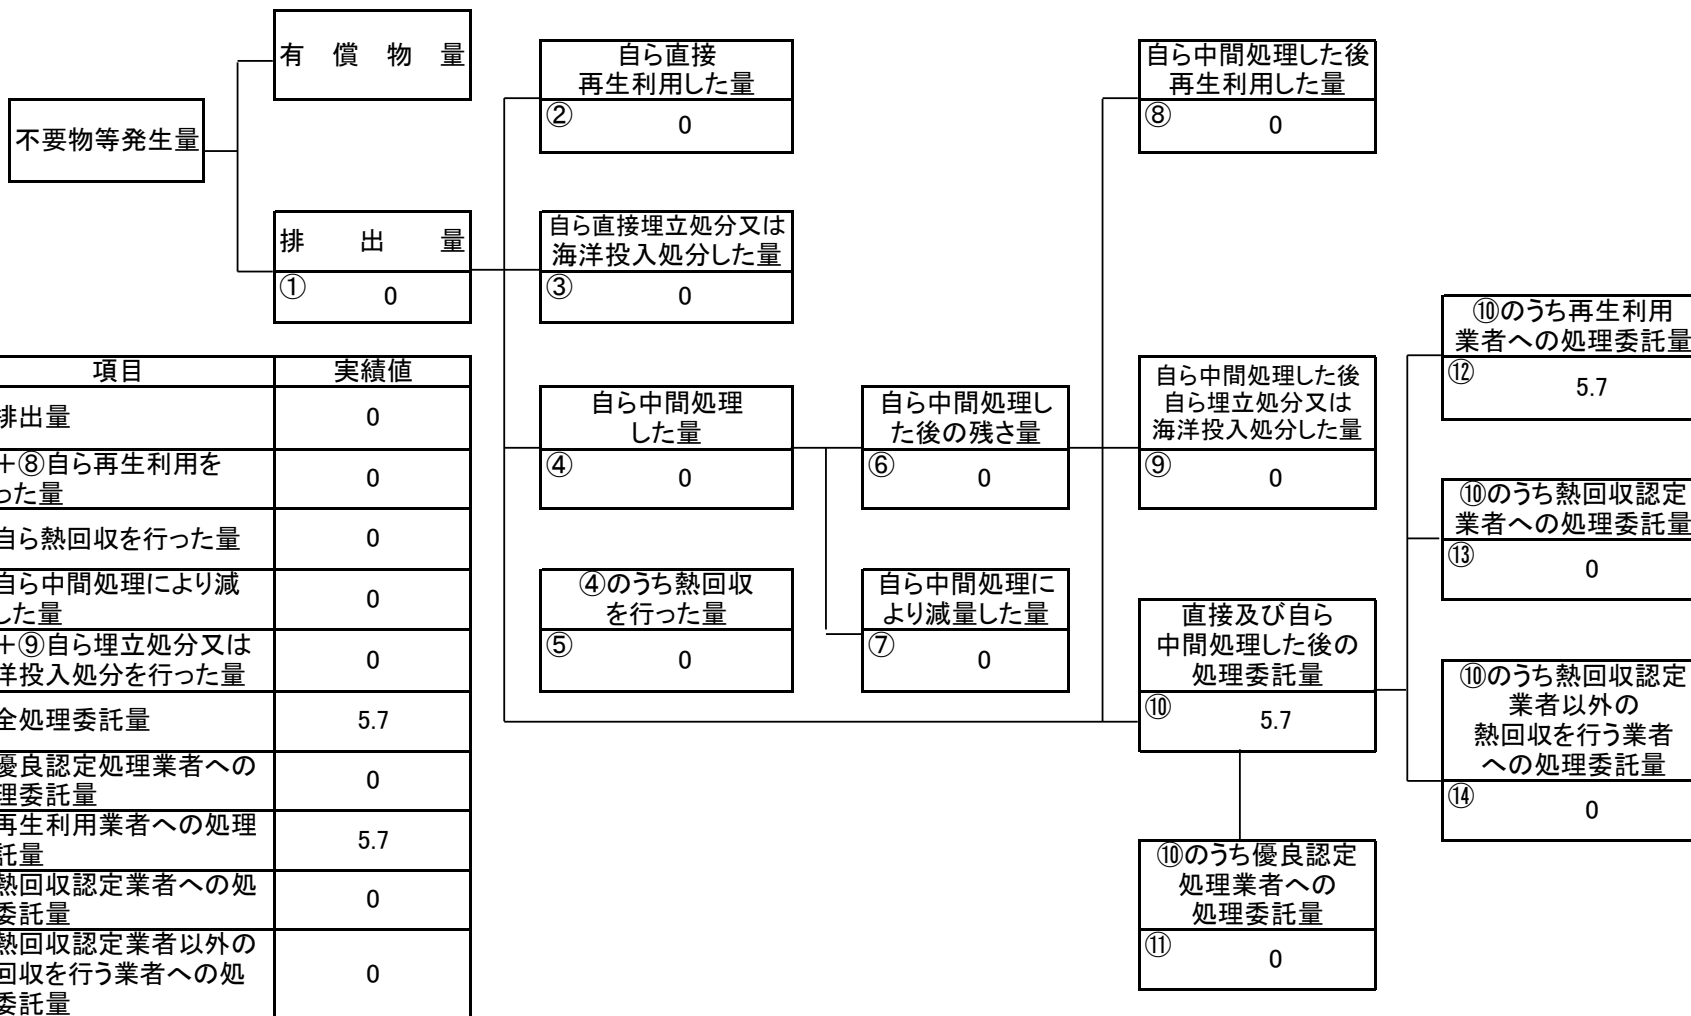 有償物量
不要物等発生量
排出量
①
0
自ら直接
再生利用した量
②
0
自ら直接埋立処分又は
海洋投入処分した量
③
0
自ら中間処理
した量
④
0
④のうち熱回収
を行った量
⑤
0
自ら中間処理し
た後の残さ量
⑥
0
自ら中間処理に
より減量した量
⑦
0
自ら中間処理した後
再生利用した量
⑧
0
自ら中間処理した後
自ら埋立処分又は
海洋投入処分した量
⑨
0
直接及び自ら
中間処理した後の
処理委託量
⑩
5.7
⑩のうち優良認定
処理業者への
処理委託量
⑪
0
⑩のうち再生利用
業者への処理委託量
⑫
5.7
⑩のうち熱回収認定
業者への処理委託量
⑬
0
⑩のうち熱回収認定
業者以外の
熱回収を行う業者
への処理委託量
⑭
0
項目 実績値
排出量 0
+⑧自ら再生利用を
った量 0
自ら熱回収を行った量 0
自ら中間処理により減
した量 0
+⑨自ら埋立処分又は
洋投入処分を行った量 0
全処理委託量 5.7
優良認定処理業者への
理委託量 0
再生利用業者への処理
託量 5.7
熱回収認定業者への処
委託量 0
熱回収認定業者以外の
回収を行う業者への処
委託量 0